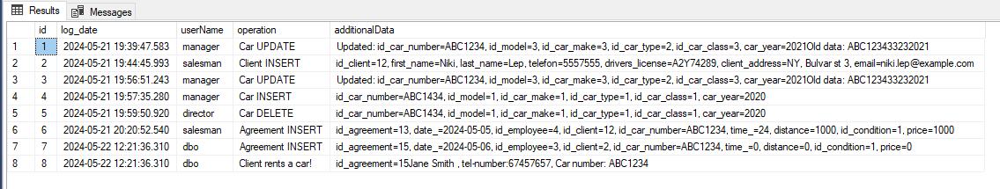 Results Messages
id log_date userName operation additionalData
1 1 2024-05-21 19:39:47.583 manager Car UPDATE Updated: id_car_number=ABC1234, id_model=3, id_car_make=3, id_car_type=2, id_car_class=3, car_year=2021Old data: ABC123433232021
2 2 2024-05-21 19:44:45.993 salesman Client INSERT id_client=12, first_name=Niki, last_name=Lep, telefon=5557555, drivers_license=A2Y74289, client_address=NY, Bulvar st 3, email=niki.lep@example.com
3 3 2024-05-21 19:56:51.243 manager Car UPDATE Updated: id_car_number=ABC1234, id_model=3, id_car_make=3, id_car_type=2, id_car_class=3, car_year=2021Old data: ABC123433232021
4 4 2024-05-21 19:57:35.280 manager Car INSERT id_car_number=ABC1434, id_model=1, id_car_make=1, id_car_type=1, id_car_class=1, car_year=2020
5 5 2024-05-21 19:59:50.920 director Car DELETE id_car_number=ABC1434, id_model=1, id_car_make=1, id_car_type=1, id_car_class=1, car_year=2020
6 6 2024-05-21 20:20:52.540 salesman Agreement INSERT id_agreement=13, date_=2024-05-05, id_employee=4, id_client=12, id_car_number=ABC1234, time_=24, distance=1000, id_condition=1, price=1000
7 7 2024-05-22 12:21:36.310 dbo Agreement INSERT id_agreement=15, date_=2024-05-06, id_employee=3, id_client=2, id_car_number=ABC1234, time_=0, distance=0, id_condition=1, price=0
8 8 2024-05-22 12:21:36.310 dbo Client rents a car! id_agreement=15Jane Smith , tel-number:67457657, Car number: ABC1234